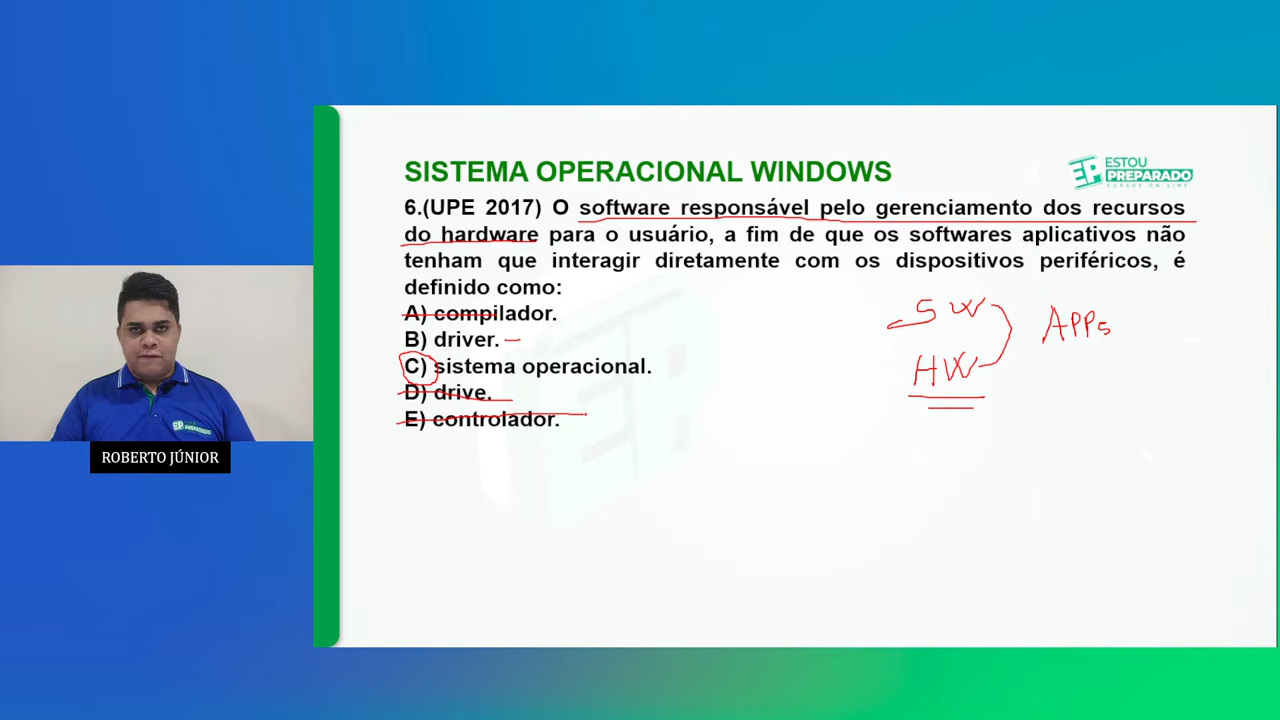 SISTEMA OPERACIONAL WINDOWS
ESTOU
PREPARADO
CURSOS ON LINE
6.(UPE 2017) O software responsável pelo gerenciamento dos recursos
do hardware para o usuário, a fim de que os softwares aplicativos não
tenham que interagir diretamente com os dispositivos periféricos, é
definido como:
A) compilador.
B) driver.
C) sistema operacional.
D) drive.
E) controlador.
SW
HW
APPs
EP
ROBERTO JÚNIOR